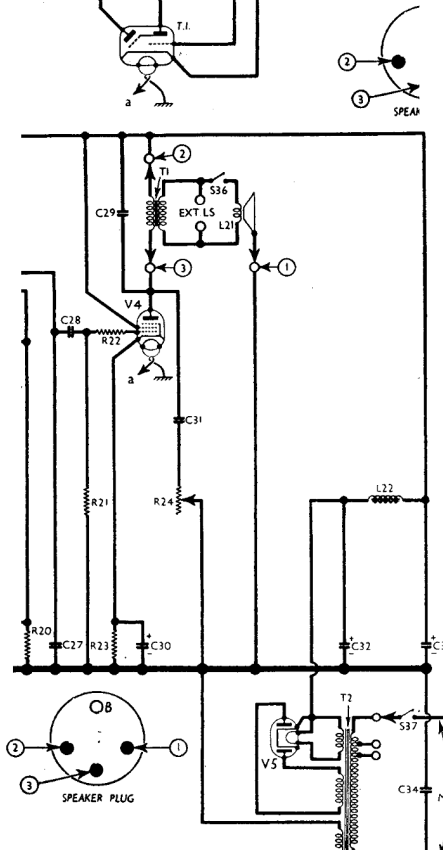 T.I.
2
a
3
SPEAK
2
T1
S36
C29
EXT LS
L21
3
1
V4
C28
R22
a
C31
L22
R21
R24
R20
C27
R23
+
C30
−
+
C32
−
+
−
B
T2
S37
2
1
V5
3
C34
SPEAKER PLUG